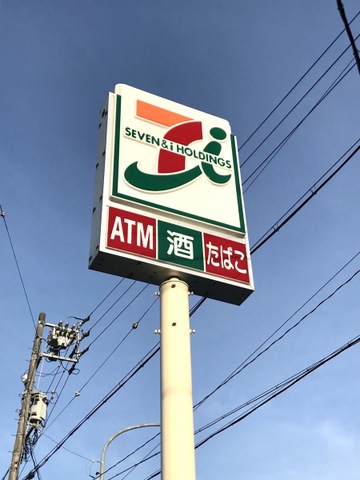 SEVEN & i HOLDINGS
ATM 酒 たばこ